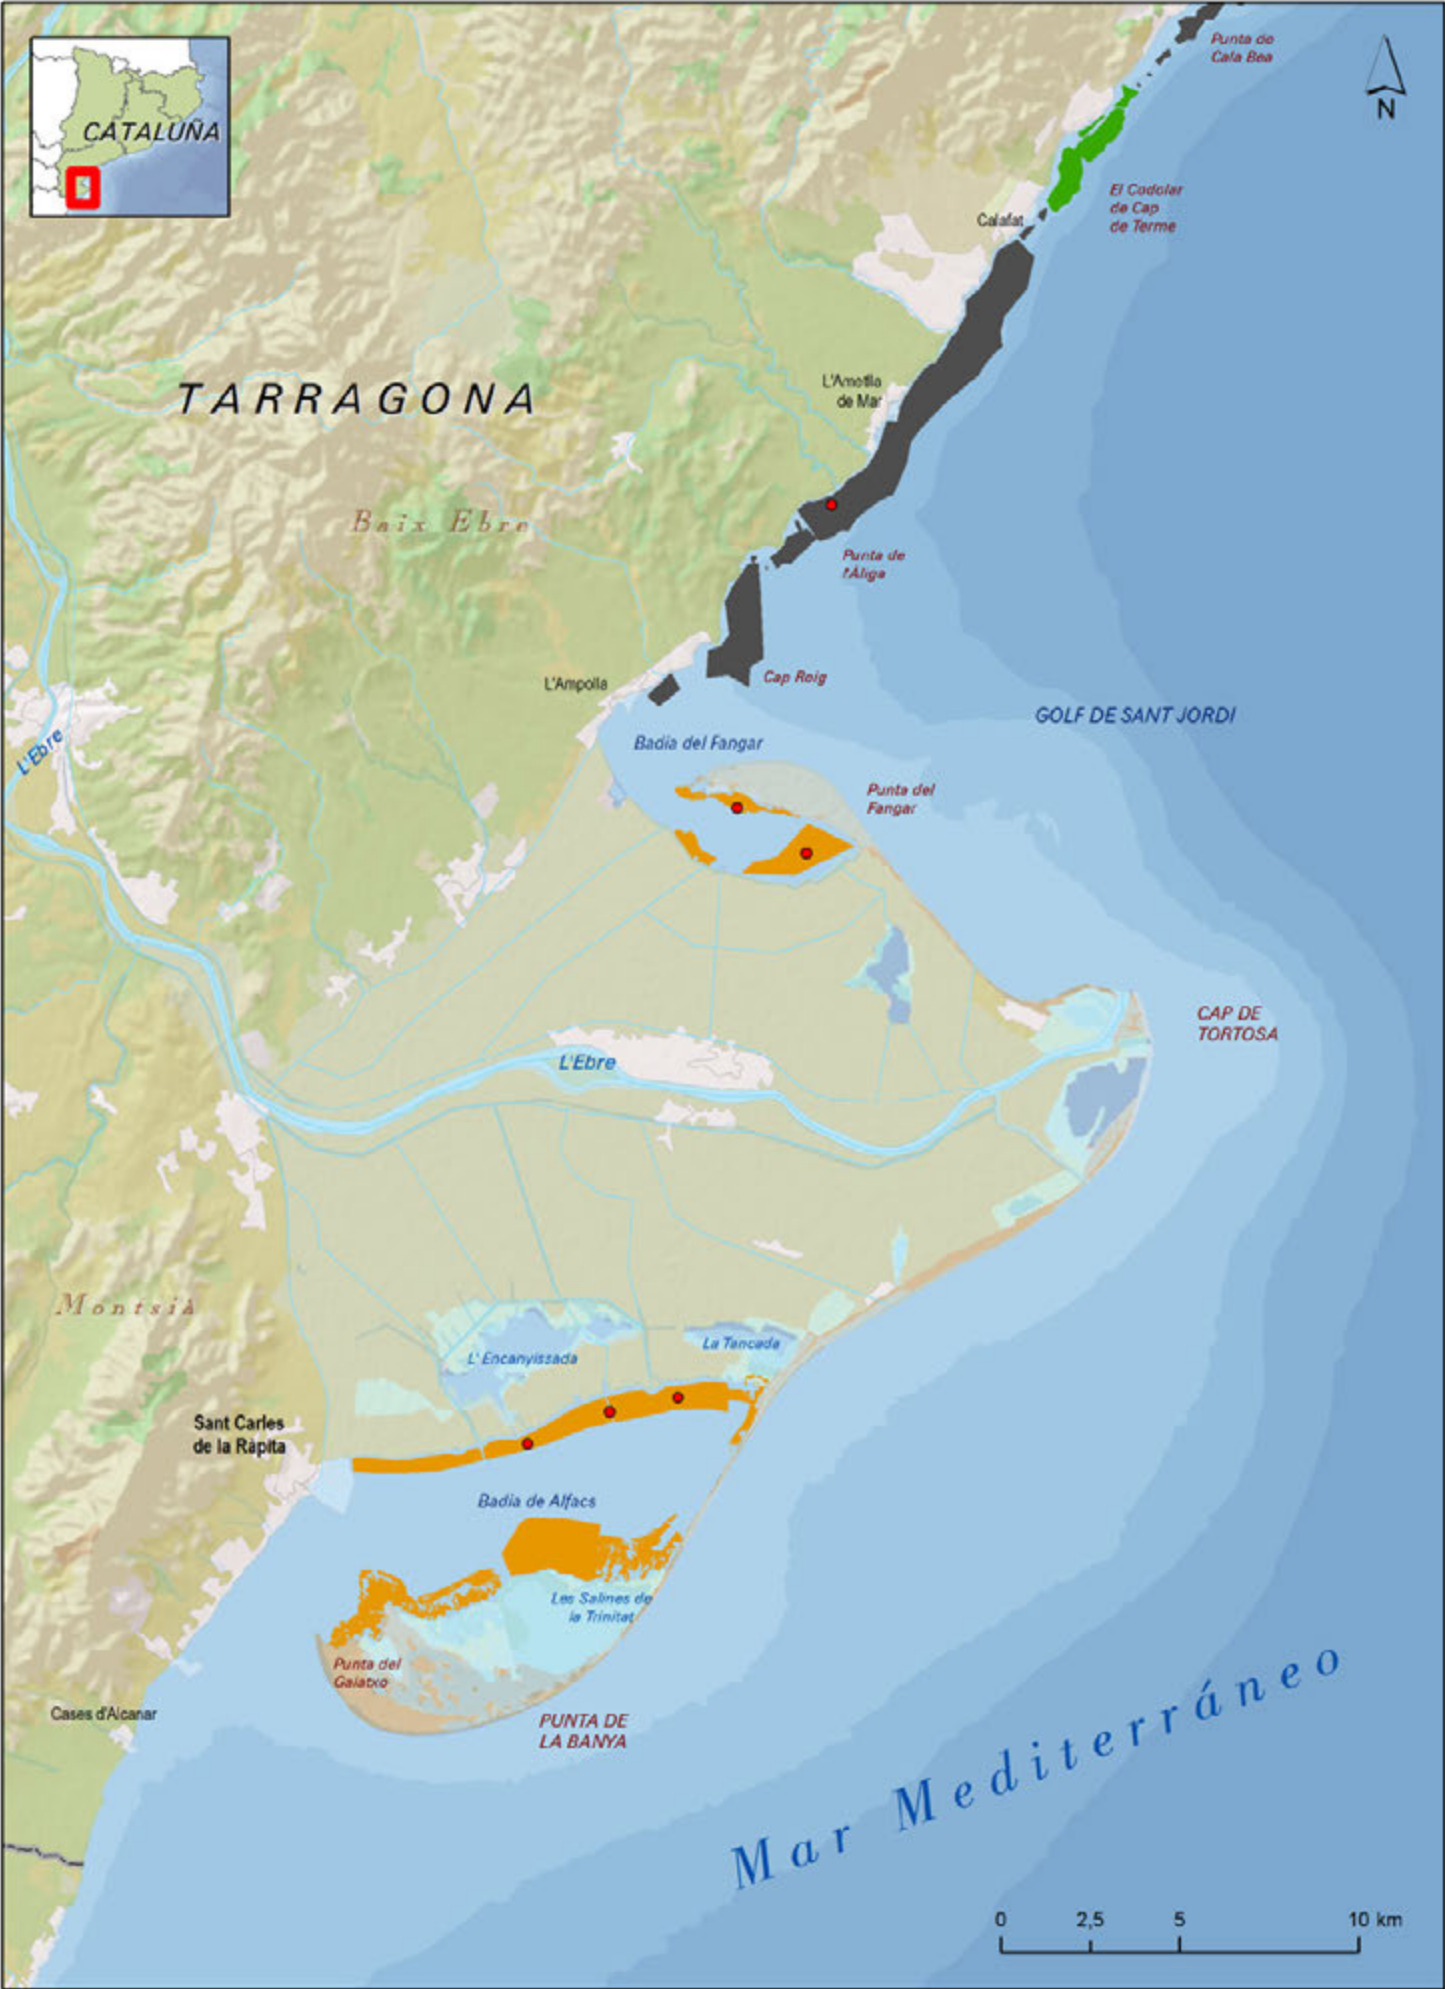 Punta de
Cala Bea
N
CATALUÑA
El Codolar
de Cap
de Terme
Calafat
L'Ametlla
de Mar
TARRAGONA
Baix Ebre
Punta de
l'Àliga
Cap Roig
L'Ampolla
GOLF DE SANT JORDI
L'Ebre
Badía del Fangar
Punta del
Fangar
CAP DE
TORTOSA
L'Ebre
Montsià
La Tancada
L'Encanyissada
Sant Carles
de la Ràpita
Badía de Alfacs
Les Salines de
la Trinitat
Punta del
Galatxo
Cases d'Alcanar
PUNTA DE
LA BANYA
Mar Mediterráneo
0 2,5 5 10 km